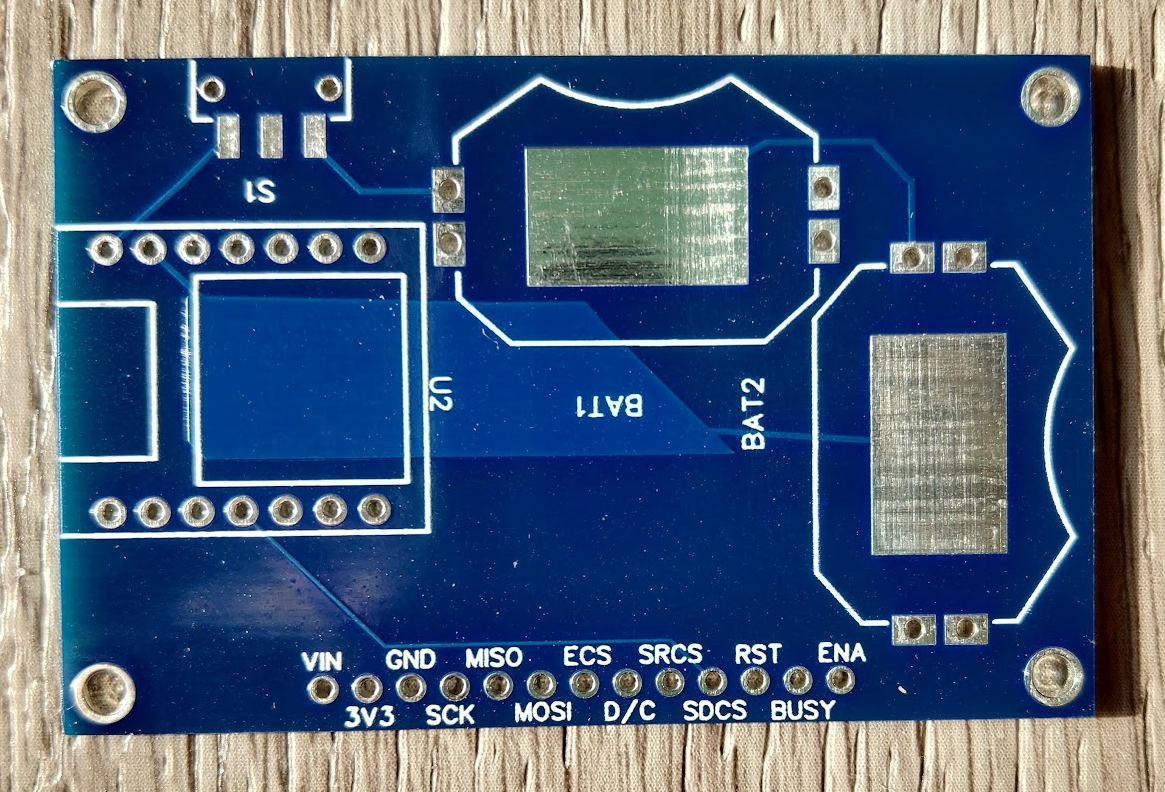 S1
U2
BAT1
BAT2
VIN GND MISO ECS SRCS RST ENA
3V3 SCK MOSI D/C SDCS BUSY